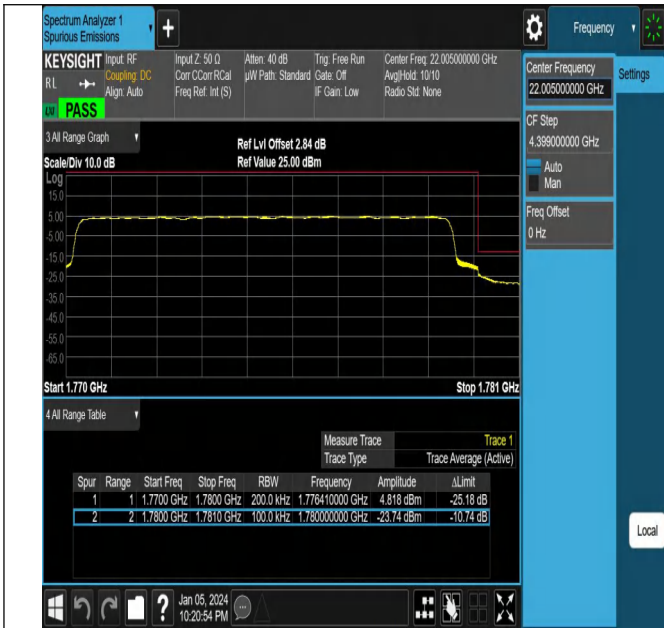 Spectrum Analyzer 1
Spurious Emissions
Frequency
KEYSIGHT
RL
Input: RF
Coupling: DC
Align: Auto
Input Z: 50 Ω
Corr CCorr RCal
Freq Ref: Int (S)
Atten: 40 dB
µW Path: Standard
Trig: Free Run
Gate: Off
IF Gain: Low
Center Freq: 22.005000000 GHz
Avg|Hold: 10/10
Radio Std: None
PASS
Center Frequency
22.005000000 GHz
Settings
CF Step
4.399000000 GHz
Auto
Man
Freq Offset
0 Hz
3 All Range Graph
Scale/Div 10.0 dB
Ref Lvl Offset 2.84 dB
Ref Value 25.00 dBm
Log
15.0
5.00
-5.00
-15.0
-25.0
-35.0
-45.0
-55.0
-65.0
Start 1.770 GHz
Stop 1.781 GHz
4 All Range Table
Measure Trace Trace 1
Trace Type Trace Average (Active)
Spur Range Start Freq Stop Freq RBW Frequency Amplitude ΔLimit
1 1 1.7700 GHz 1.7800 GHz 200.0 kHz 1.776410000 GHz 4.818 dBm -25.18 dB
2 2 1.7800 GHz 1.7810 GHz 100.0 kHz 1.780000000 GHz -23.74 dBm -10.74 dB
Local
?
Jan 05, 2024
10:20:54 PM